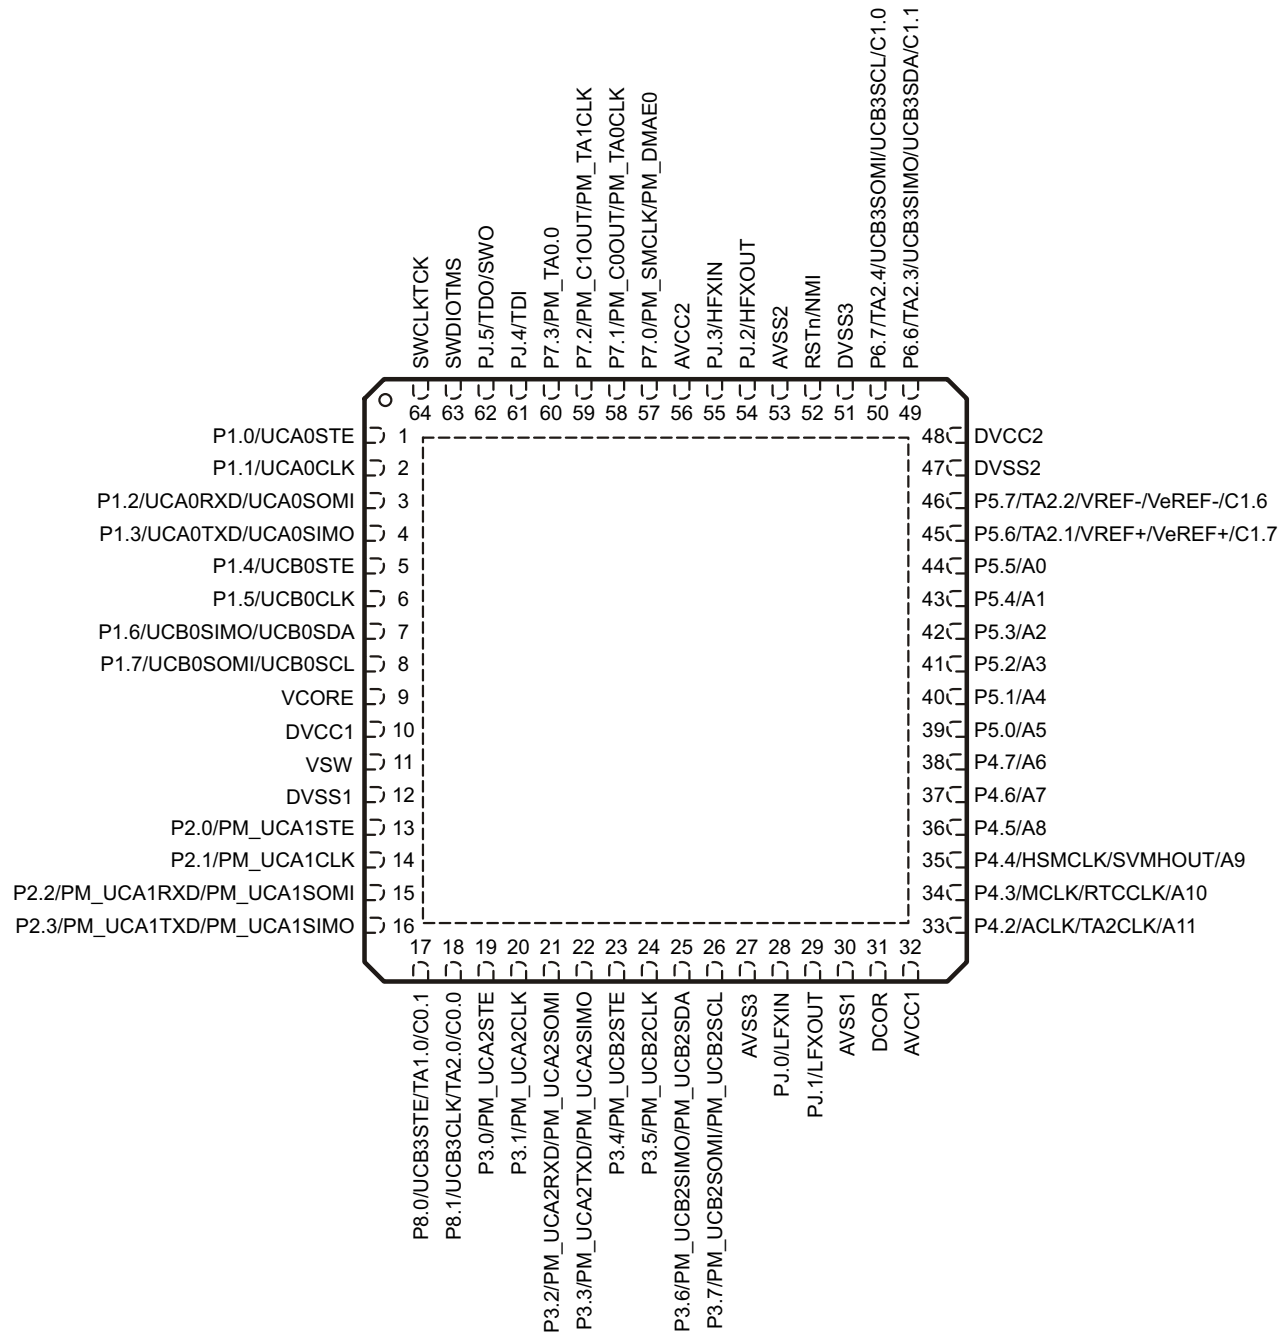 SWCLKTCK
SWDIOTMS
PJ.5/TDO/SWO
PJ.4/TDI
P7.3/PM_TA0.0
P7.2/PM_C1OUT/PM_TA1CLK
P7.1/PM_C0OUT/PM_TA0CLK
P7.0/PM_SMCLK/PM_DMAE0
AVCC2
PJ.3/HFXIN
PJ.2/HFXOUT
AVSS2
RSTn/NMI
DVSS3
P6.7/TA2.4/UCB3SOMI/UCB3SCL/C1.0
P6.6/TA2.3/UCB3SIMO/UCB3SDA/C1.1
64 63 62 61 60 59 58 57 56 55 54 53 52 51 50 49
P1.0/UCA0STE 1
P1.1/UCA0CLK 2
P1.2/UCA0RXD/UCA0SOMI 3
P1.3/UCA0TXD/UCA0SIMO 4
P1.4/UCB0STE 5
P1.5/UCB0CLK 6
P1.6/UCB0SIMO/UCB0SDA 7
P1.7/UCB0SOMI/UCB0SCL 8
VCORE 9
DVCC1 10
VSW 11
DVSS1 12
P2.0/PM_UCA1STE 13
P2.1/PM_UCA1CLK 14
P2.2/PM_UCA1RXD/PM_UCA1SOMI 15
P2.3/PM_UCA1TXD/PM_UCA1SIMO 16
48 DVCC2
47 DVSS2
46 P5.7/TA2.2/VREF-/VeREF-/C1.6
45 P5.6/TA2.1/VREF+/VeREF+/C1.7
44 P5.5/A0
43 P5.4/A1
42 P5.3/A2
41 P5.2/A3
40 P5.1/A4
39 P5.0/A5
38 P4.7/A6
37 P4.6/A7
36 P4.5/A8
35 P4.4/HSMCLK/SVMHOUT/A9
34 P4.3/MCLK/RTCCLK/A10
33 P4.2/ACLK/TA2CLK/A11
17 18 19 20 21 22 23 24 25 26 27 28 29 30 31 32
P8.0/UCB3STE/TA1.0/C0.1
P8.1/UCB3CLK/TA2.0/C0.0
P3.0/PM_UCA2STE
P3.1/PM_UCA2CLK
P3.2/PM_UCA2RXD/PM_UCA2SOMI
P3.3/PM_UCA2TXD/PM_UCA2SIMO
P3.4/PM_UCB2STE
P3.5/PM_UCB2CLK
P3.6/PM_UCB2SIMO/PM_UCB2SDA
P3.7/PM_UCB2SOMI/PM_UCB2SCL
AVSS3
PJ.0/LFXIN
PJ.1/LFXOUT
AVSS1
DCOR
AVCC1